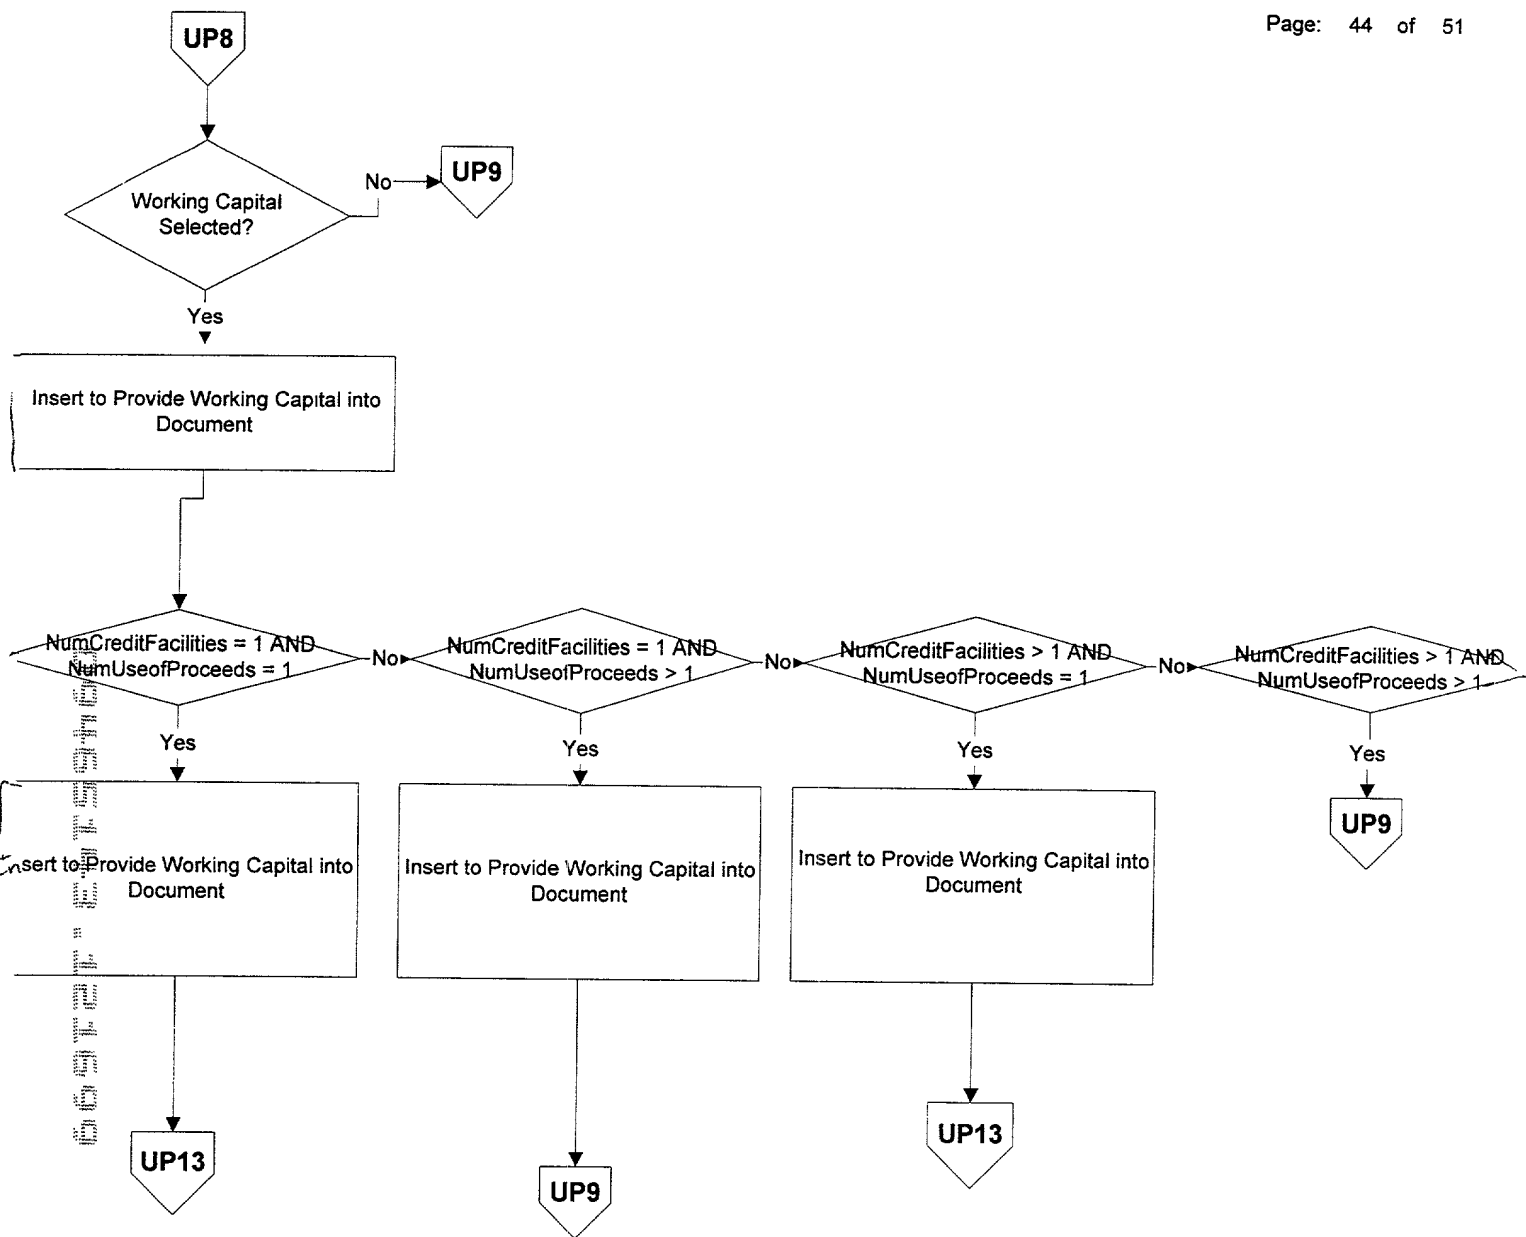 Page: 44 of 51
UP8
UP9
No
Working Capital
Selected?
Yes
Insert to Provide Working Capital into
Document
NumCreditFacilities = 1 AND
NumUseofProceeds = 1
No
NumCreditFacilities = 1 AND
NumUseofProceeds > 1
No
NumCreditFacilities > 1 AND
NumUseofProceeds = 1
No
NumCreditFacilities > 1 AND
NumUseofProceeds > 1
Yes
Yes
Yes
Yes
UP9
Insert to Provide Working Capital into
Document
Insert to Provide Working Capital into
Document
Insert to Provide Working Capital into
Document
UP13
UP9
UP13